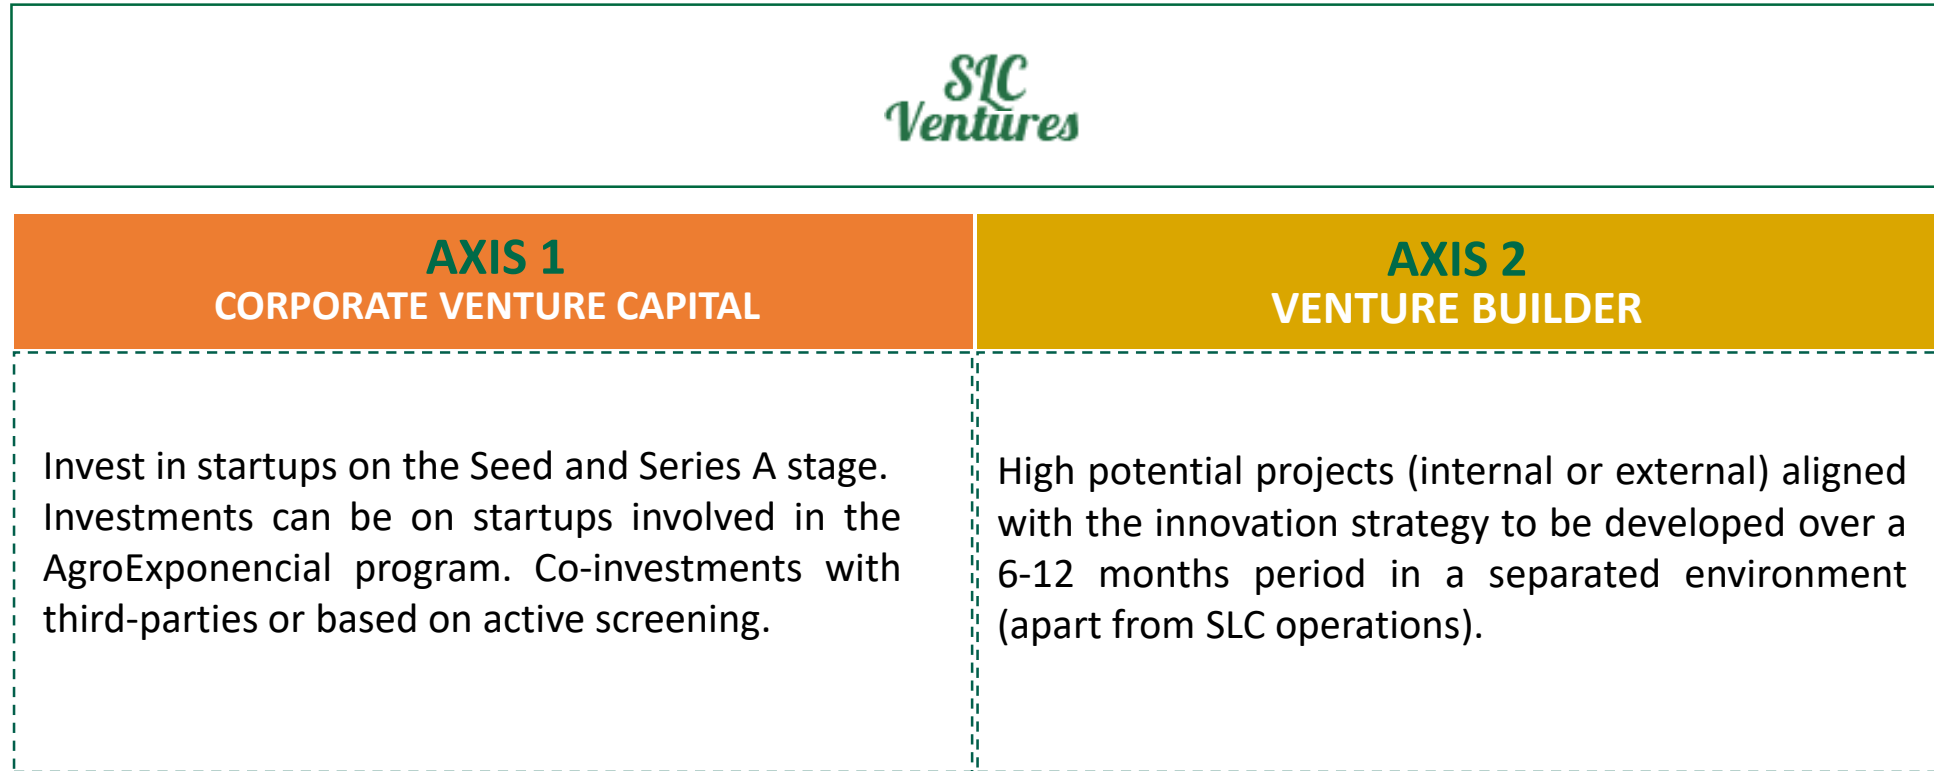 SLC
Ventures
AXIS 1
CORPORATE VENTURE CAPITAL
AXIS 2
VENTURE BUILDER
Invest in startups on the Seed and Series A stage.
Investments can be on startups involved in the
AgroExponencial program. Co-investments with
third-parties or based on active screening.
High potential projects (internal or external) aligned
with the innovation strategy to be developed over a
6-12 months period in a separated environment
(apart from SLC operations).